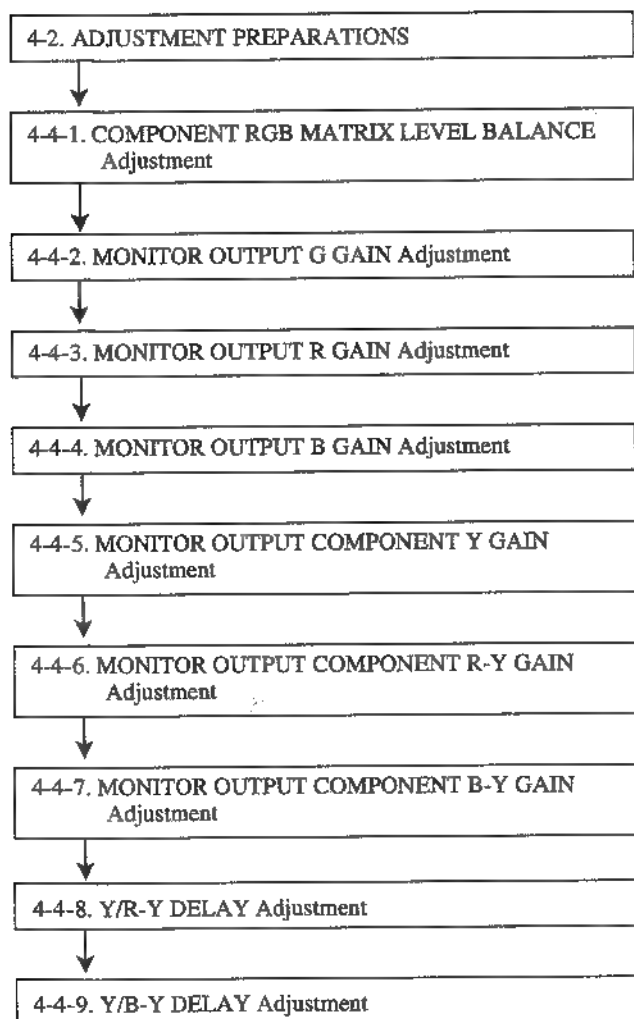 4-2. ADJUSTMENT PREPARATIONS
4-4-1. COMPONENT RGB MATRIX LEVEL BALANCE
Adjustment
4-4-2. MONITOR OUTPUT G GAIN Adjustment
4-4-3. MONITOR OUTPUT R GAIN Adjustment
4-4-4. MONITOR OUTPUT B GAIN Adjustment
4-4-5. MONITOR OUTPUT COMPONENT Y GAIN
Adjustment
4-4-6. MONITOR OUTPUT COMPONENT R-Y GAIN
Adjustment
4-4-7. MONITOR OUTPUT COMPONENT B-Y GAIN
Adjustment
4-4-8. Y/R-Y DELAY Adjustment
4-4-9. Y/B-Y DELAY Adjustment